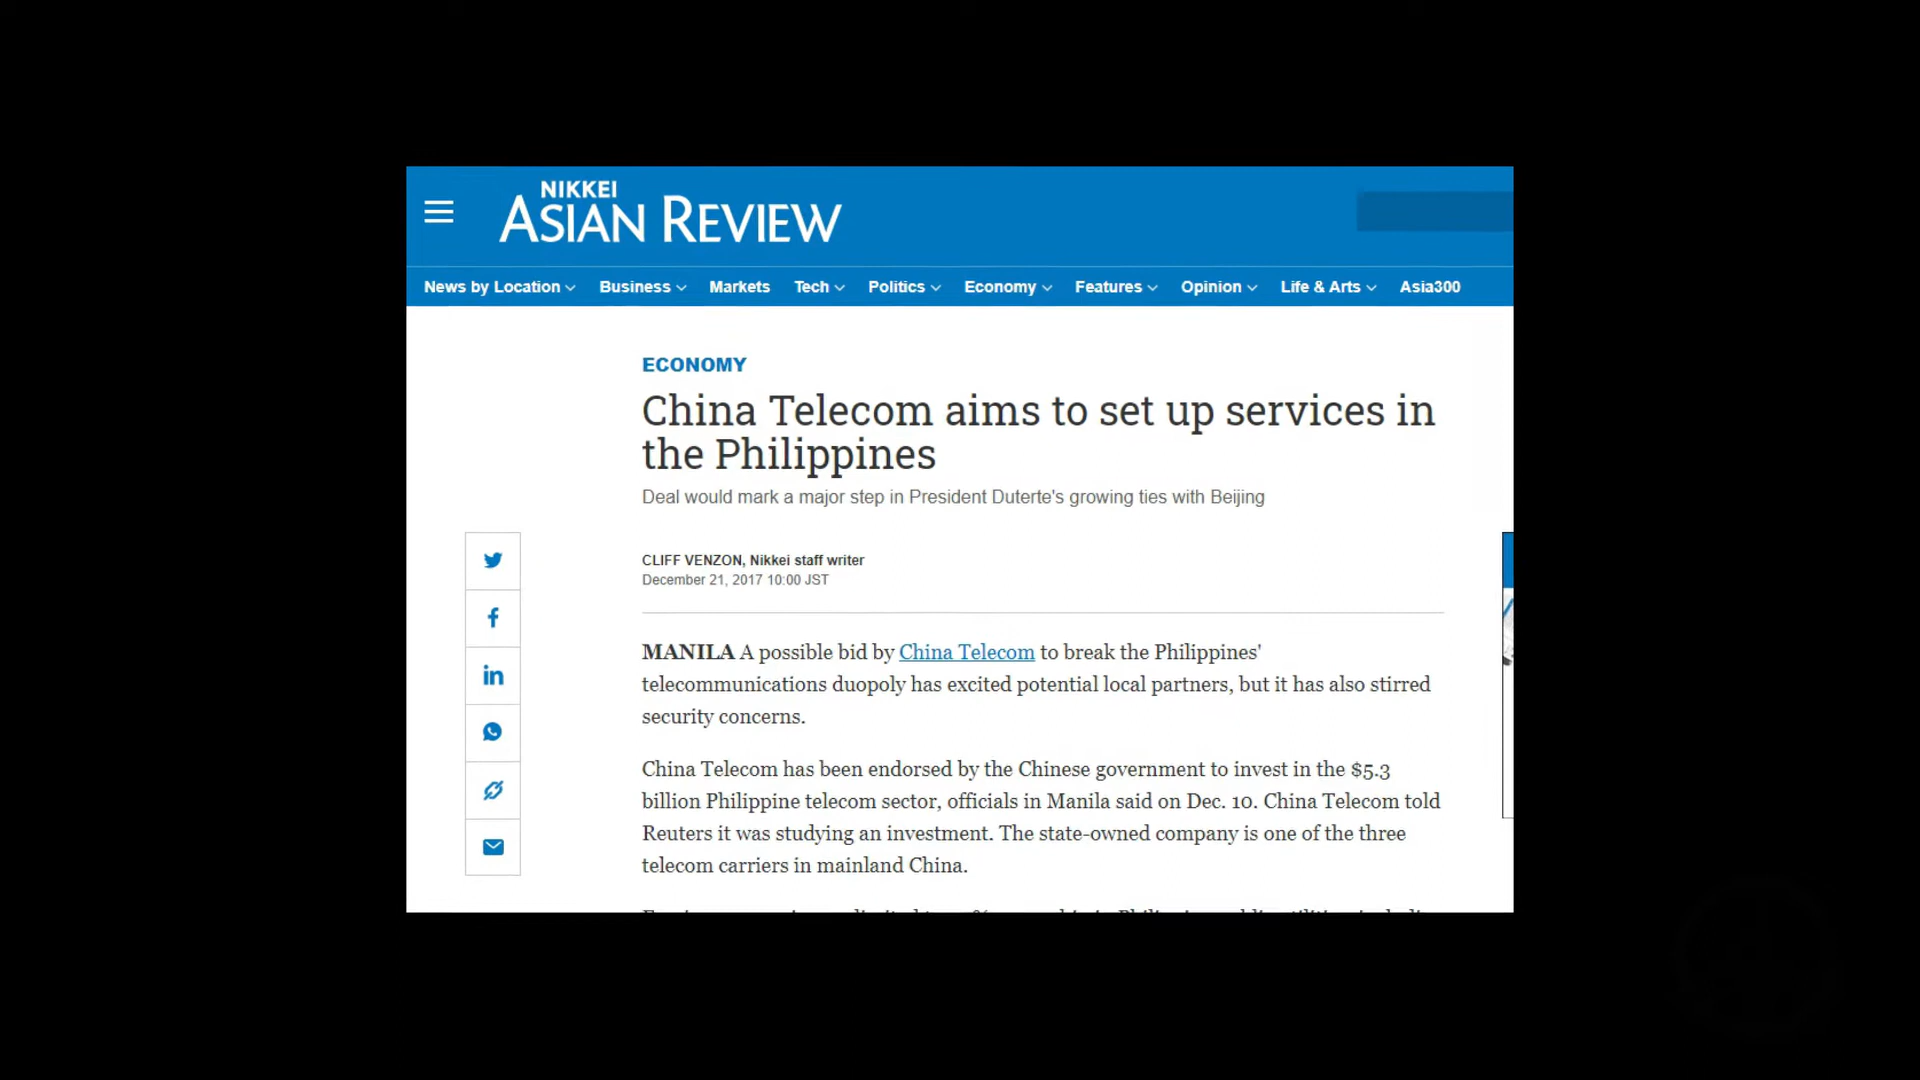 NIKKEI
ASIAN REVIEW
News by Location Business Markets Tech Politics Economy Features Opinion Life & Arts Asia300
ECONOMY
China Telecom aims to set up services in
the Philippines
Deal would mark a major step in President Duterte's growing ties with Beijing
CLIFF VENZON, Nikkei staff writer
December 21, 2017 10:00 JST
MANILA A possible bid by China Telecom to break the Philippines'
telecommunications duopoly has excited potential local partners, but it has also stirred
security concerns.
China Telecom has been endorsed by the Chinese government to invest in the $5.3
billion Philippine telecom sector, officials in Manila said on Dec. 10. China Telecom told
Reuters it was studying an investment. The state-owned company is one of the three
telecom carriers in mainland China.